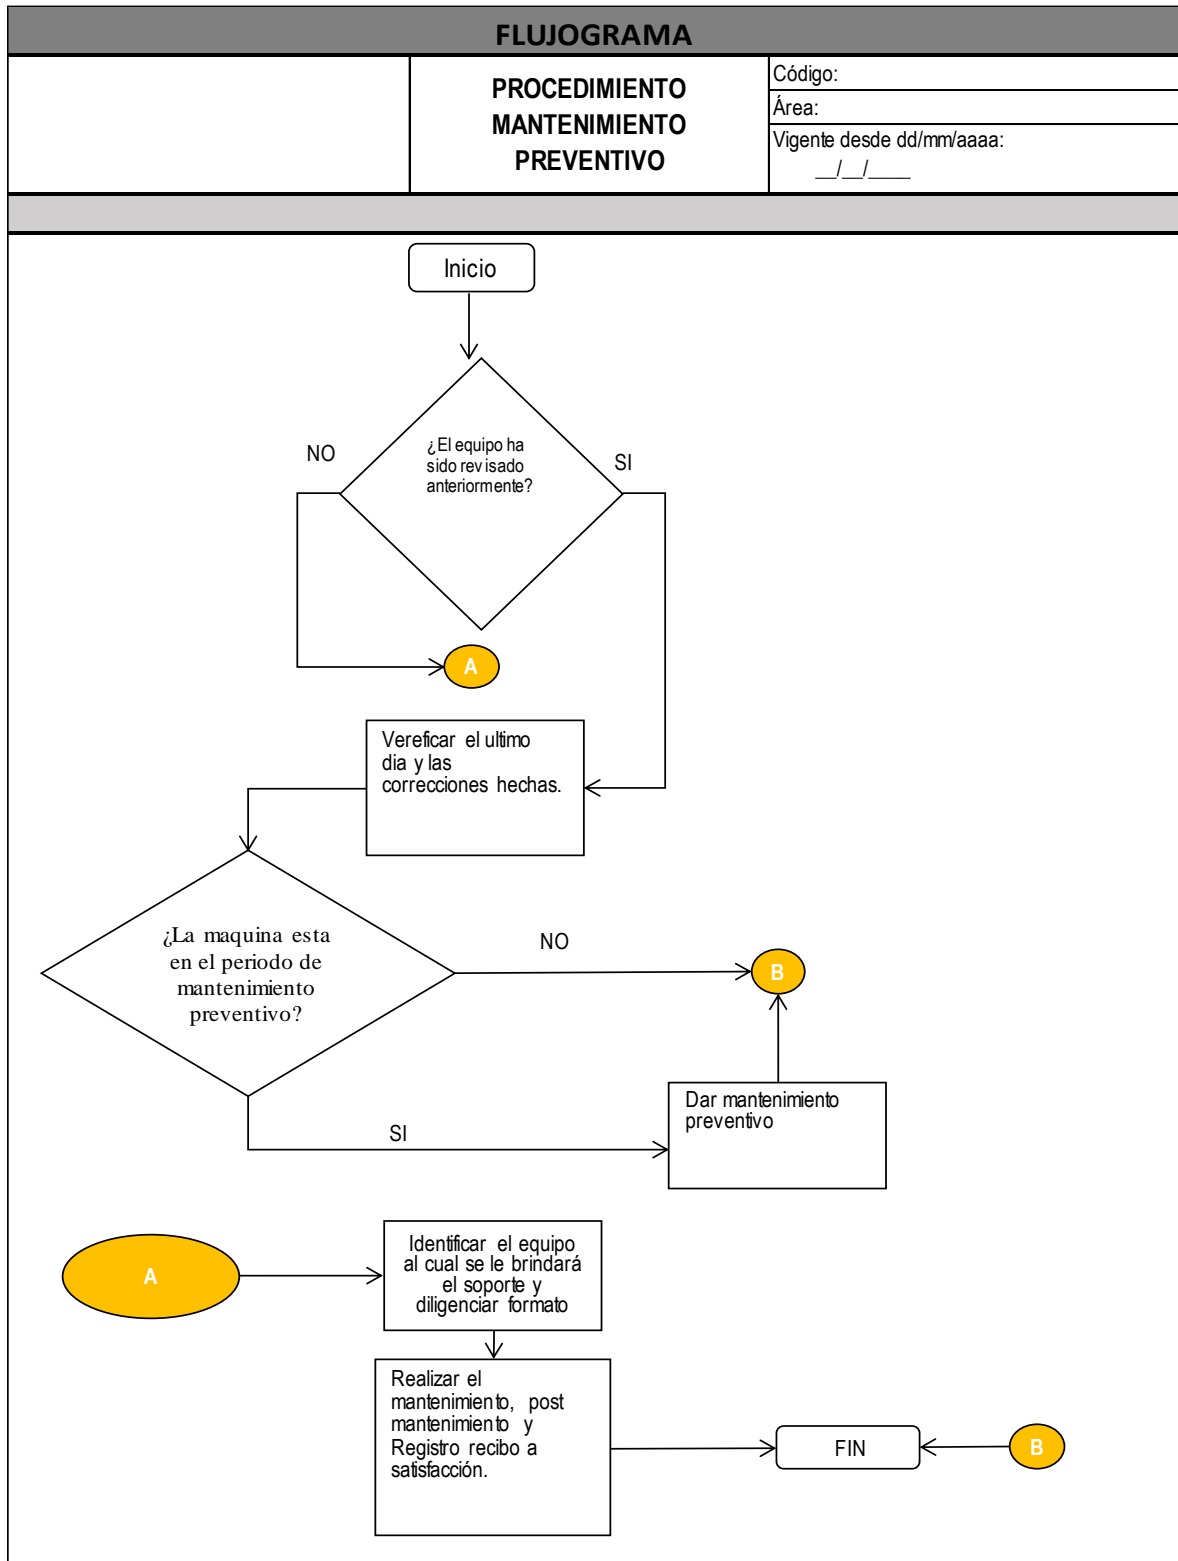 FLUJOGRAMA
PROCEDIMIENTO
MANTENIMIENTO
PREVENTIVO
Código:
Área:
Vigente desde dd/mm/aaaa:
__/__/____
Inicio
¿El equipo ha
sido revisado
anteriormente?
NO
SI
A
Vereficar el ultimo
dia y las
correcciones hechas.
¿La maquina esta
en el periodo de
mantenimiento
preventivo?
NO
B
SI
Dar mantenimiento
preventivo
A
Identificar el equipo
al cual se le brindará
el soporte y
diligenciar formato
Realizar el
mantenimiento, post
mantenimiento y
Registro recibo a
satisfacción.
FIN
B